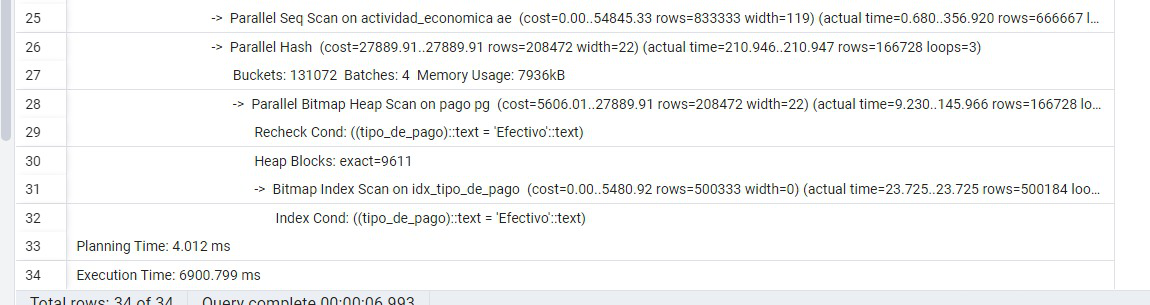 25 -> Parallel Seq Scan on actividad_economica ae (cost=0.00..54845.33 rows=833333 width=119) (actual time=0.680..356.920 rows=666667 l...
26 -> Parallel Hash (cost=27889.91..27889.91 rows=208472 width=22) (actual time=210.946..210.947 rows=166728 loops=3)
27 Buckets: 131072 Batches: 4 Memory Usage: 7936kB
28 -> Parallel Bitmap Heap Scan on pago pg (cost=5606.01..27889.91 rows=208472 width=22) (actual time=9.230..145.966 rows=166728 lo...
29 Recheck Cond: ((tipo_de_pago)::text = 'Efectivo'::text)
30 Heap Blocks: exact=9611
31 -> Bitmap Index Scan on idx_tipo_de_pago (cost=0.00..5480.92 rows=500333 width=0) (actual time=23.725..23.725 rows=500184 loo...
32 Index Cond: ((tipo_de_pago)::text = 'Efectivo'::text)
33 Planning Time: 4.012 ms
34 Execution Time: 6900.799 ms
Total rows: 34 of 34 Query complete 00:00:06.993